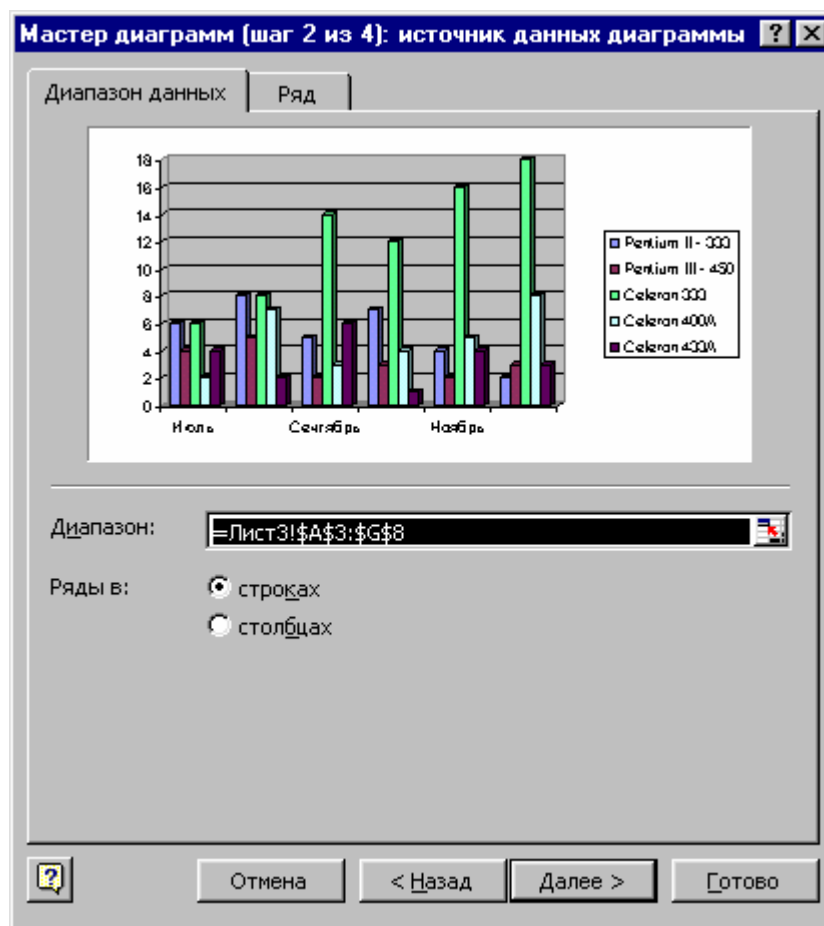 Мастер диаграмм (шаг 2 из 4): источник данных диаграммы
Диапазон данных
Ряд
18
16
14
12
10
8
6
4
2
0
Июль
Сентябрь
Ноябрь
Pentium II - 333
Pentium III - 450
Celeron 333
Celeron 400A
Celeron 433A
Диапазон:
=Лист3!$A$3:$G$8
Ряды в:
строках
столбцах
Отмена
< Назад
Далее >
Готово